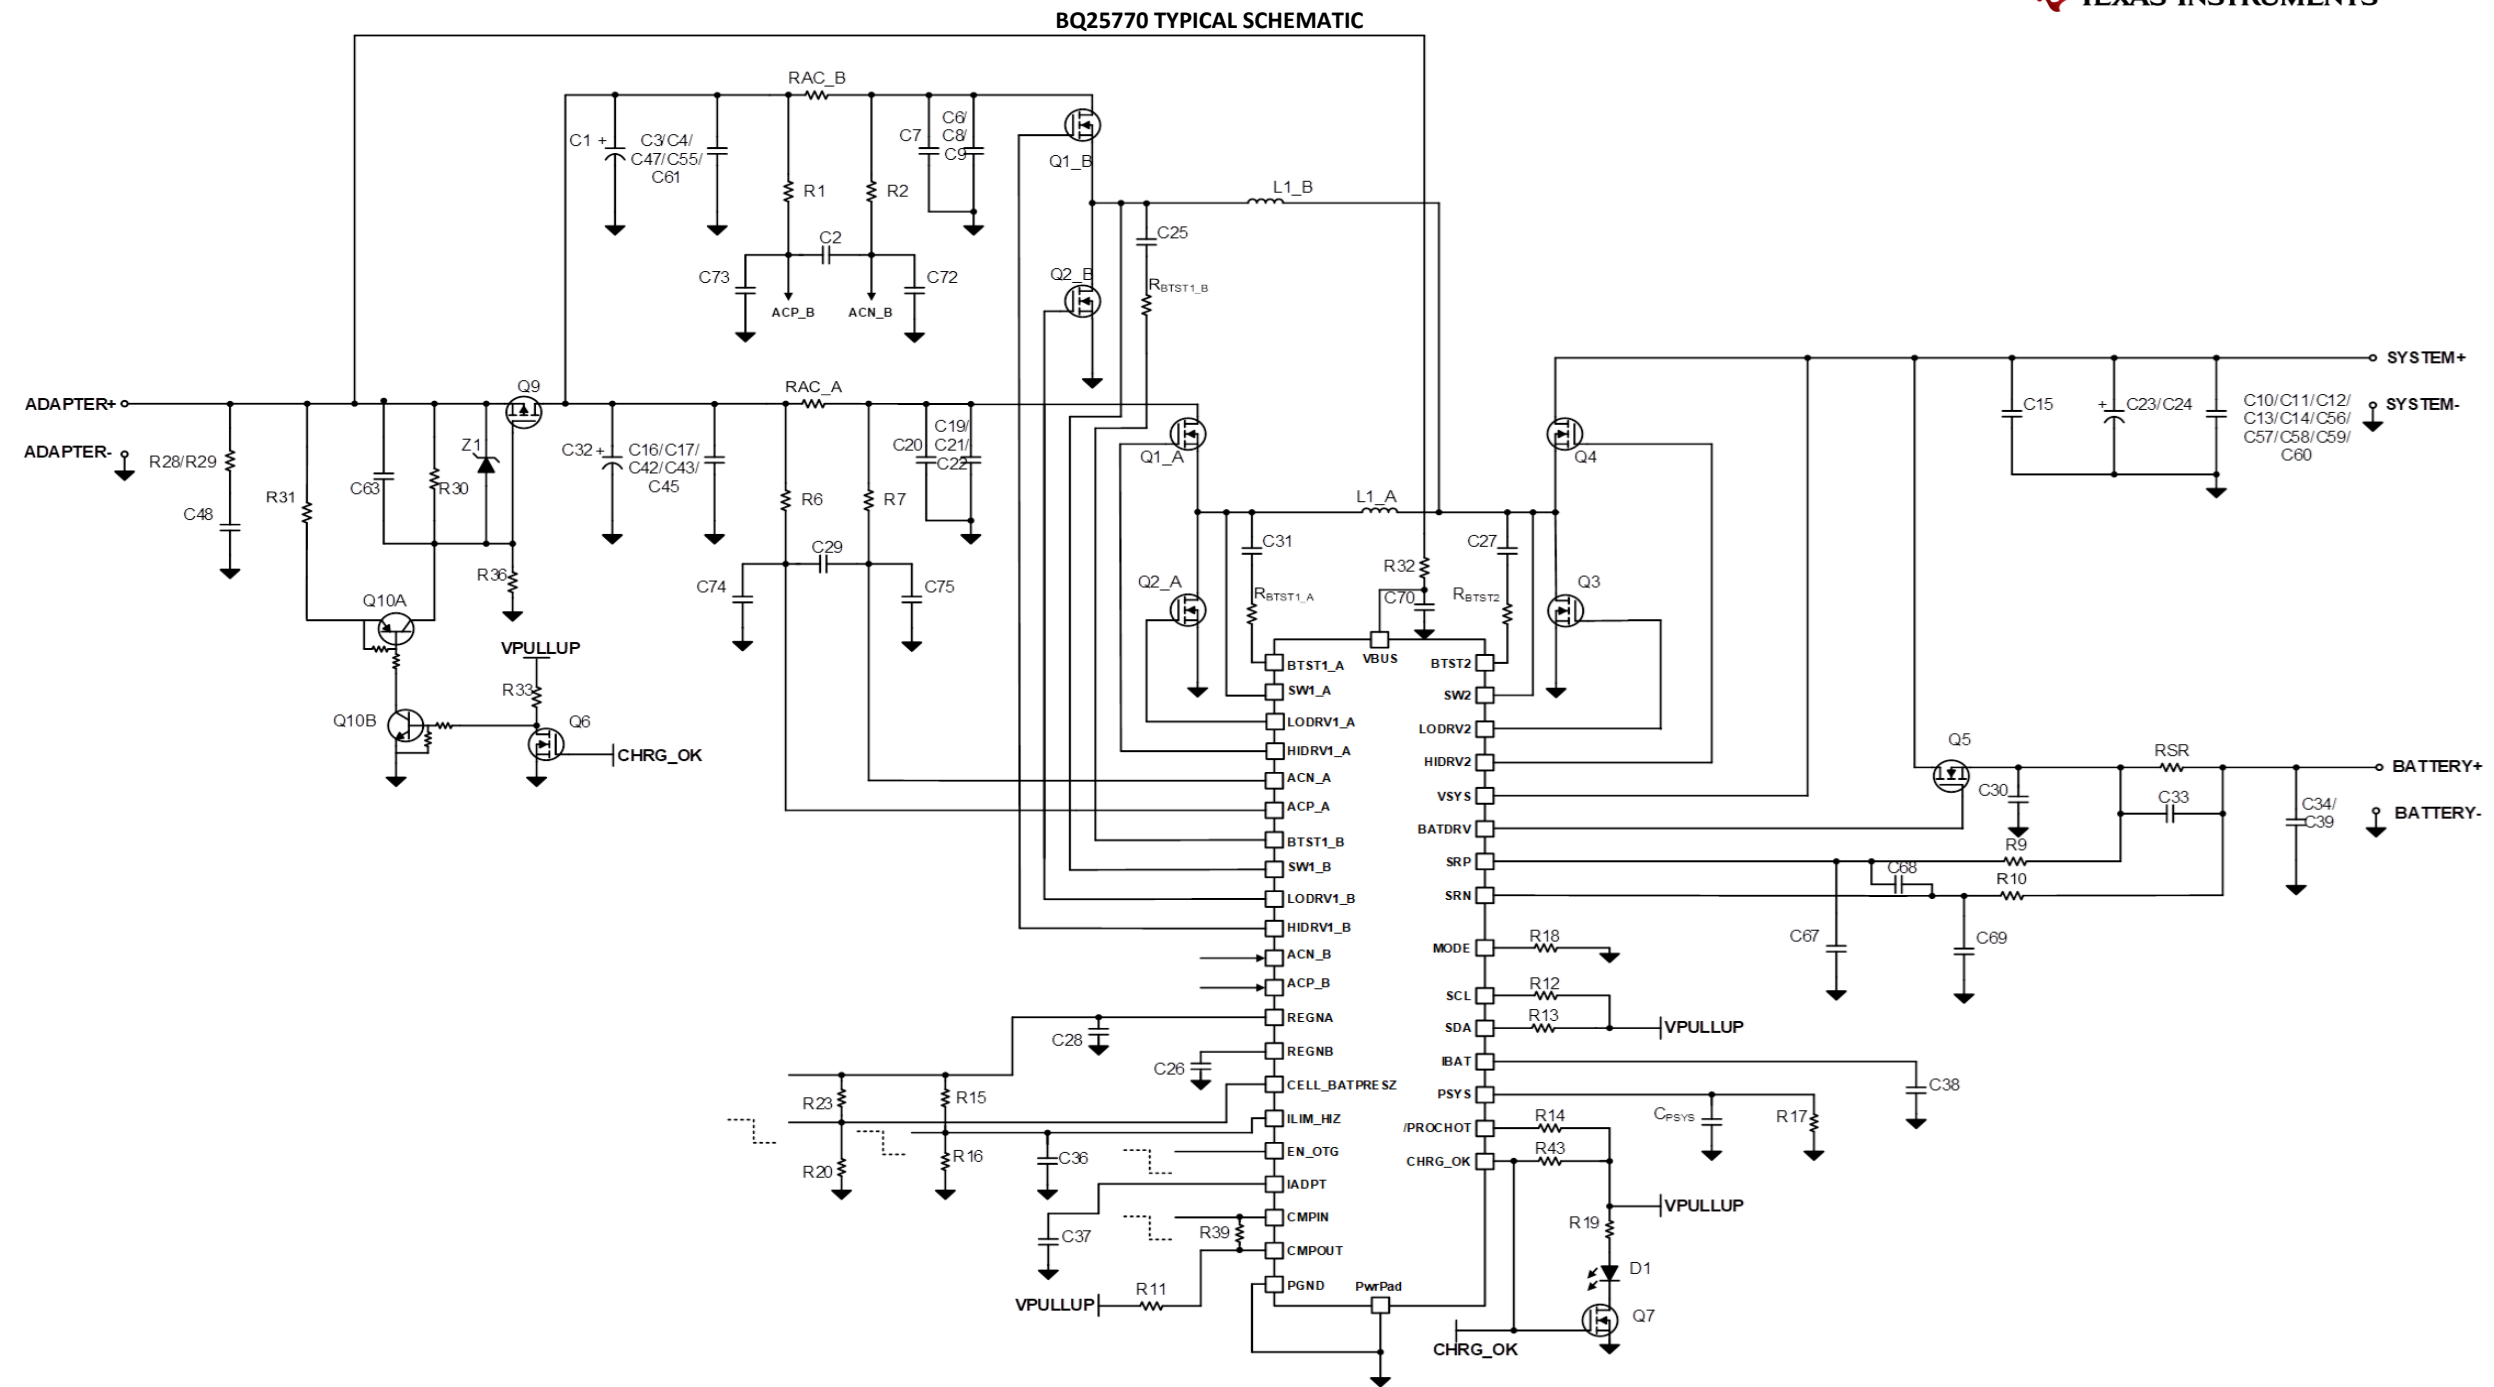 BQ25770 TYPICAL SCHEMATIC
TEXAS INSTRUMENTS
RAC_B
C1 +
C3/C4/
C47/C55/
C61
R1
R2
C7
C6/
C8/
C9
Q1_B
L1_B
C2
C73
C72
ACP_B
ACN_B
Q2_B
C25
RBTST1_B
ADAPTER+
ADAPTER-
R28/R29
C48
R31
C63
R30
Z1
Q9
R36
RAC_A
C32 +
C16/C17/
C42/C43/
C45
R6
R7
C20
C19/
C21/
C22
Q1_A
C29
C74
C75
Q2_A
L1_A
C31
RBTST1_A
R32
C70
C27
RBTST2
Q4
Q3
SYSTEM+
SYSTEM-
C15
+ C23/C24
C10/C11/C12/
C13/C14/C56/
C57/C58/C59/
C60
Q10A
VPULLUP
R33
Q10B
Q6
CHRG_OK
VBUS
BTST1_A
SW1_A
LODRV1_A
HIDRV1_A
ACN_A
ACP_A
BTST1_B
SW1_B
LODRV1_B
HIDRV1_B
ACN_B
ACP_B
REGNA
REGNB
CELL_BATPRESZ
ILIM_HIZ
EN_OTG
IADPT
CMPIN
CMPOUT
PGND
PwrPad
BTST2
SW2
LODRV2
HIDRV2
VSYS
BATDRV
SRP
SRN
MODE
SCL
SDA
IBAT
PSYS
/PROCHOT
CHRG_OK
Q5
RSR
BATTERY+
BATTERY-
C30
C33
C34/
C39
R9
C68
R10
C67
C69
R18
R12
R13
VPULLUP
C38
CPSYS
R17
R14
R43
VPULLUP
R19
D1
Q7
CHRG_OK
C28
C26
R23
R15
R20
R16
C36
C37
R39
R11
VPULLUP